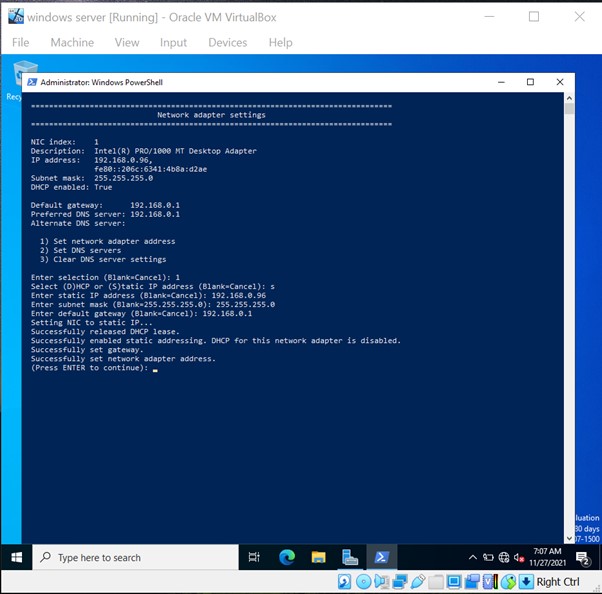 windows server [Running] - Oracle VM VirtualBox
File Machine View Input Devices Help
Recy
Administrator: Windows PowerShell
================================================================================
Network adapter settings
================================================================================
NIC index: 1
Description: Intel(R) PRO/1000 MT Desktop Adapter
IP address: 192.168.0.96,
fe80::206c:6341:4b8a:d2ae
Subnet mask: 255.255.255.0
DHCP enabled: True
Default gateway: 192.168.0.1
Preferred DNS server: 192.168.0.1
Alternate DNS server:
1) Set network adapter address
2) Set DNS servers
3) Clear DNS server settings
Enter selection (Blank=Cancel): 1
Select (D)HCP or (S)tatic IP address (Blank=Cancel): s
Enter static IP address (Blank=Cancel): 192.168.0.96
Enter subnet mask (Blank=255.255.255.0): 255.255.255.0
Enter default gateway (Blank=Cancel): 192.168.0.1
Setting NIC to static IP...
Successfully released DHCP lease.
Successfully enabled static addressing. DHCP for this network adapter is disabled.
Successfully set gateway.
Successfully set network adapter address.
(Press ENTER to continue):
luation
80 days
07-1500
Type here to search
7:07 AM
11/27/2021
2
Right Ctrl